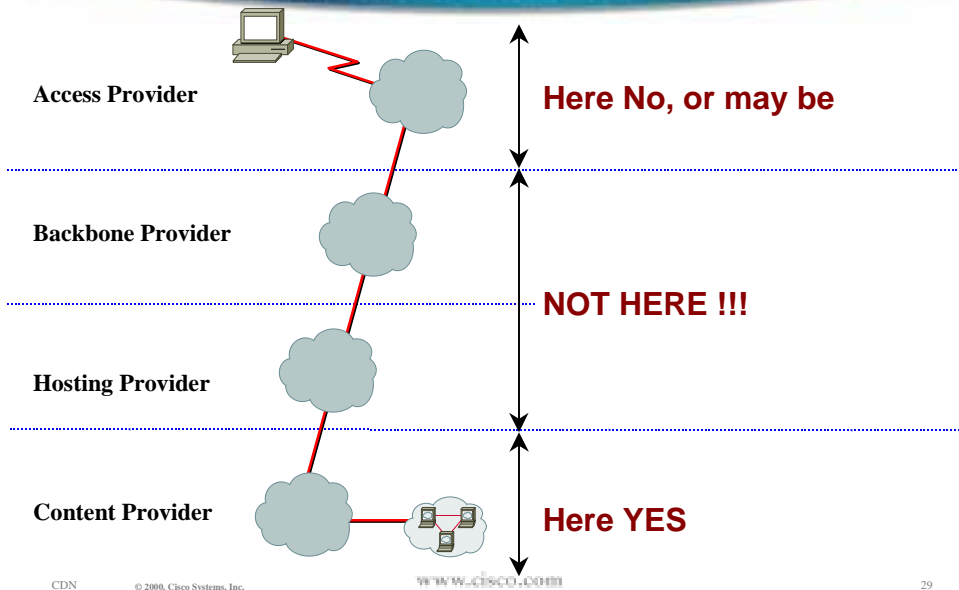 Access Provider
Here No, or may be
Backbone Provider
NOT HERE !!!
Hosting Provider
Content Provider
Here YES
CDN © 2000, Cisco Systems, Inc. www.cisco.com 29